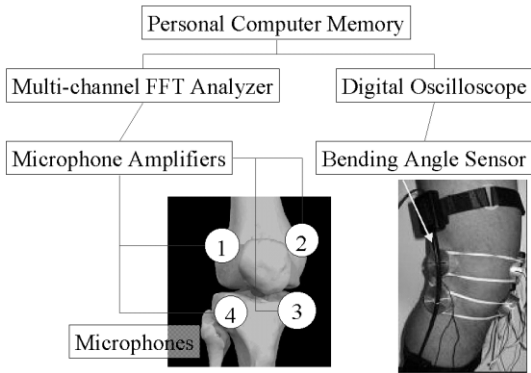 Personal Computer Memory
Multi-channel FFT Analyzer
Digital Oscilloscope
Microphone Amplifiers
Bending Angle Sensor
1
2
4
3
Microphones